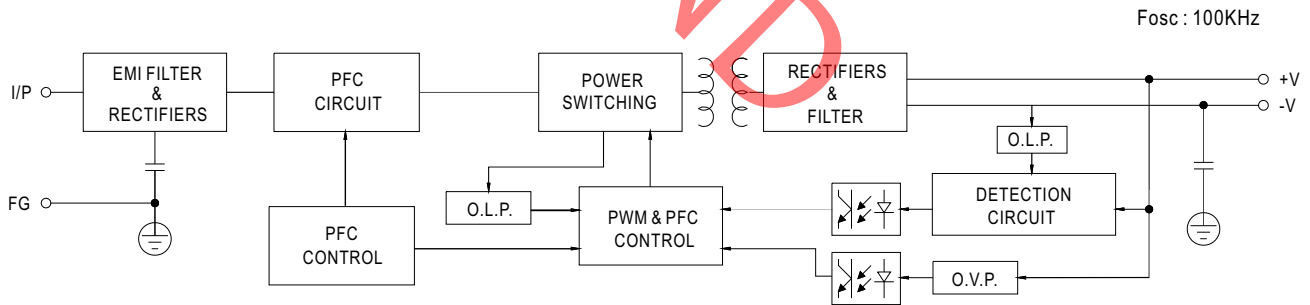 Fosc : 100KHz
I/P
EMI FILTER
&
RECTIFIERS
PFC
CIRCUIT
POWER
SWITCHING
RECTIFIERS
&
FILTER
+V
-V
O.L.P.
FG
O.L.P.
PFC
CONTROL
PWM & PFC
CONTROL
DETECTION
CIRCUIT
O.V.P.